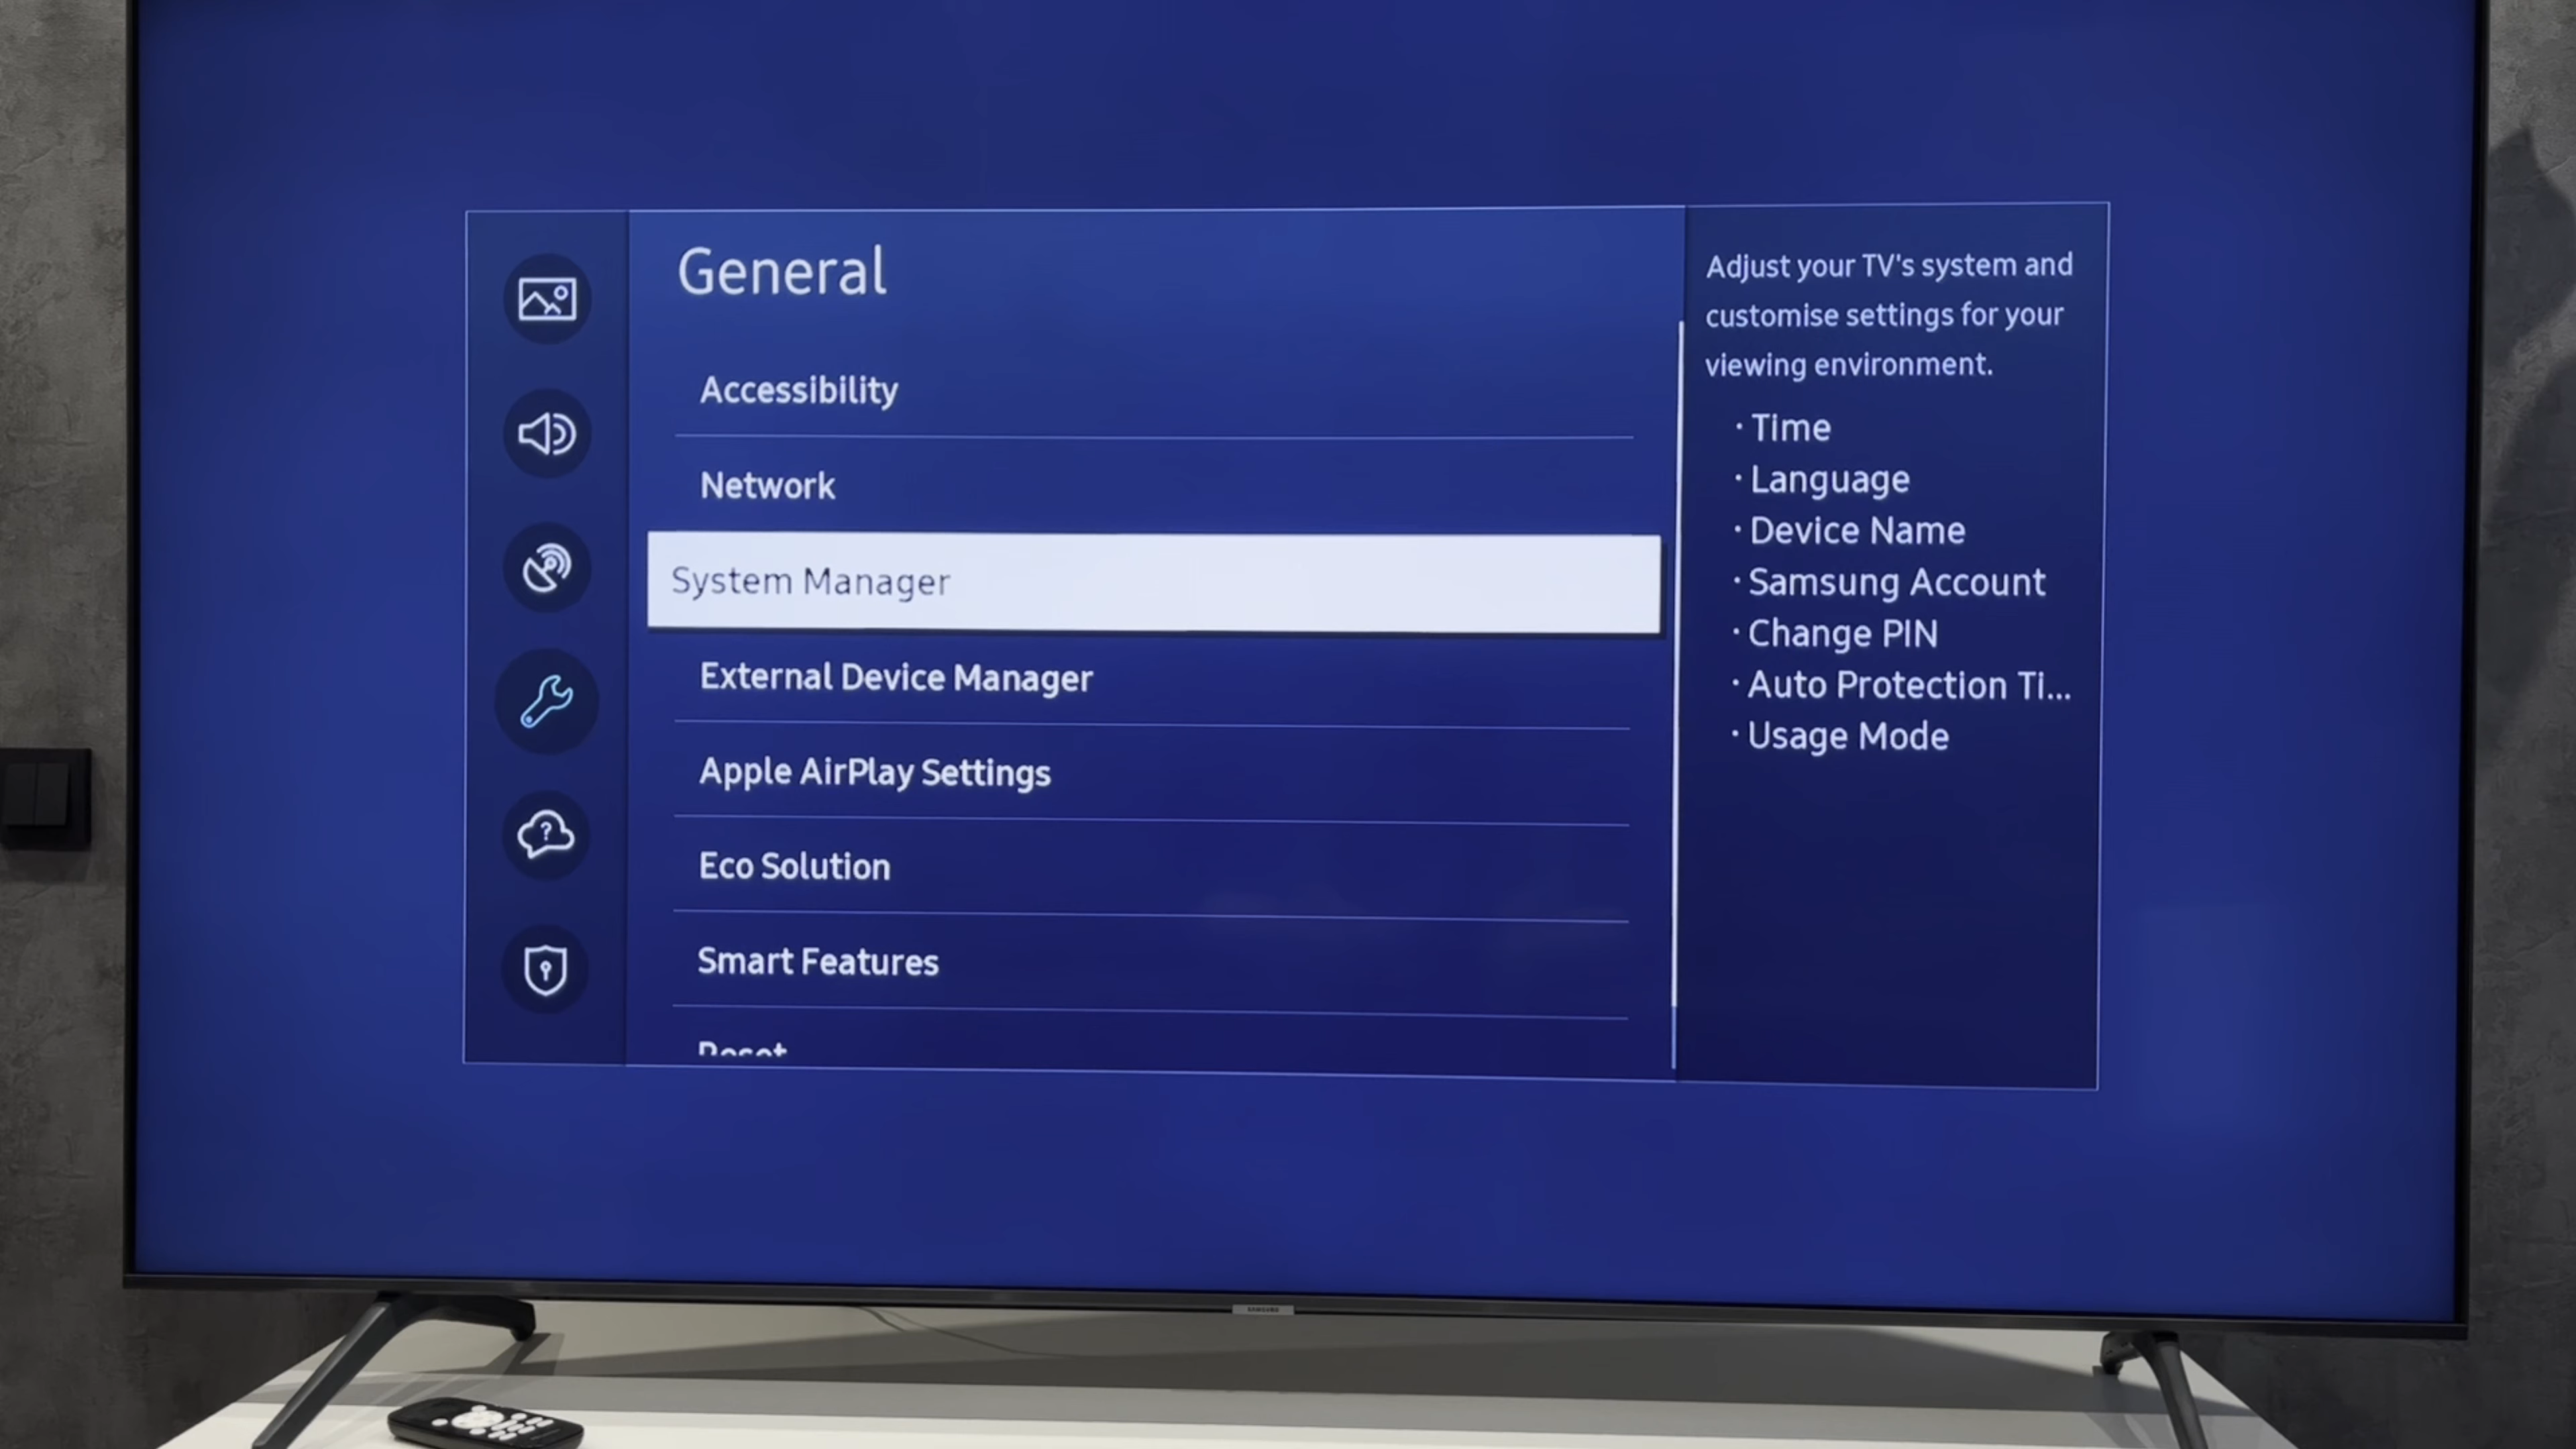 General
Accessibility
Network
System Manager
External Device Manager
Apple AirPlay Settings
Eco Solution
Smart Features
Reset
Adjust your TV's system and
customise settings for your
viewing environment.
· Time
· Language
· Device Name
· Samsung Account
· Change PIN
· Auto Protection Ti...
· Usage Mode
SAMSUNG